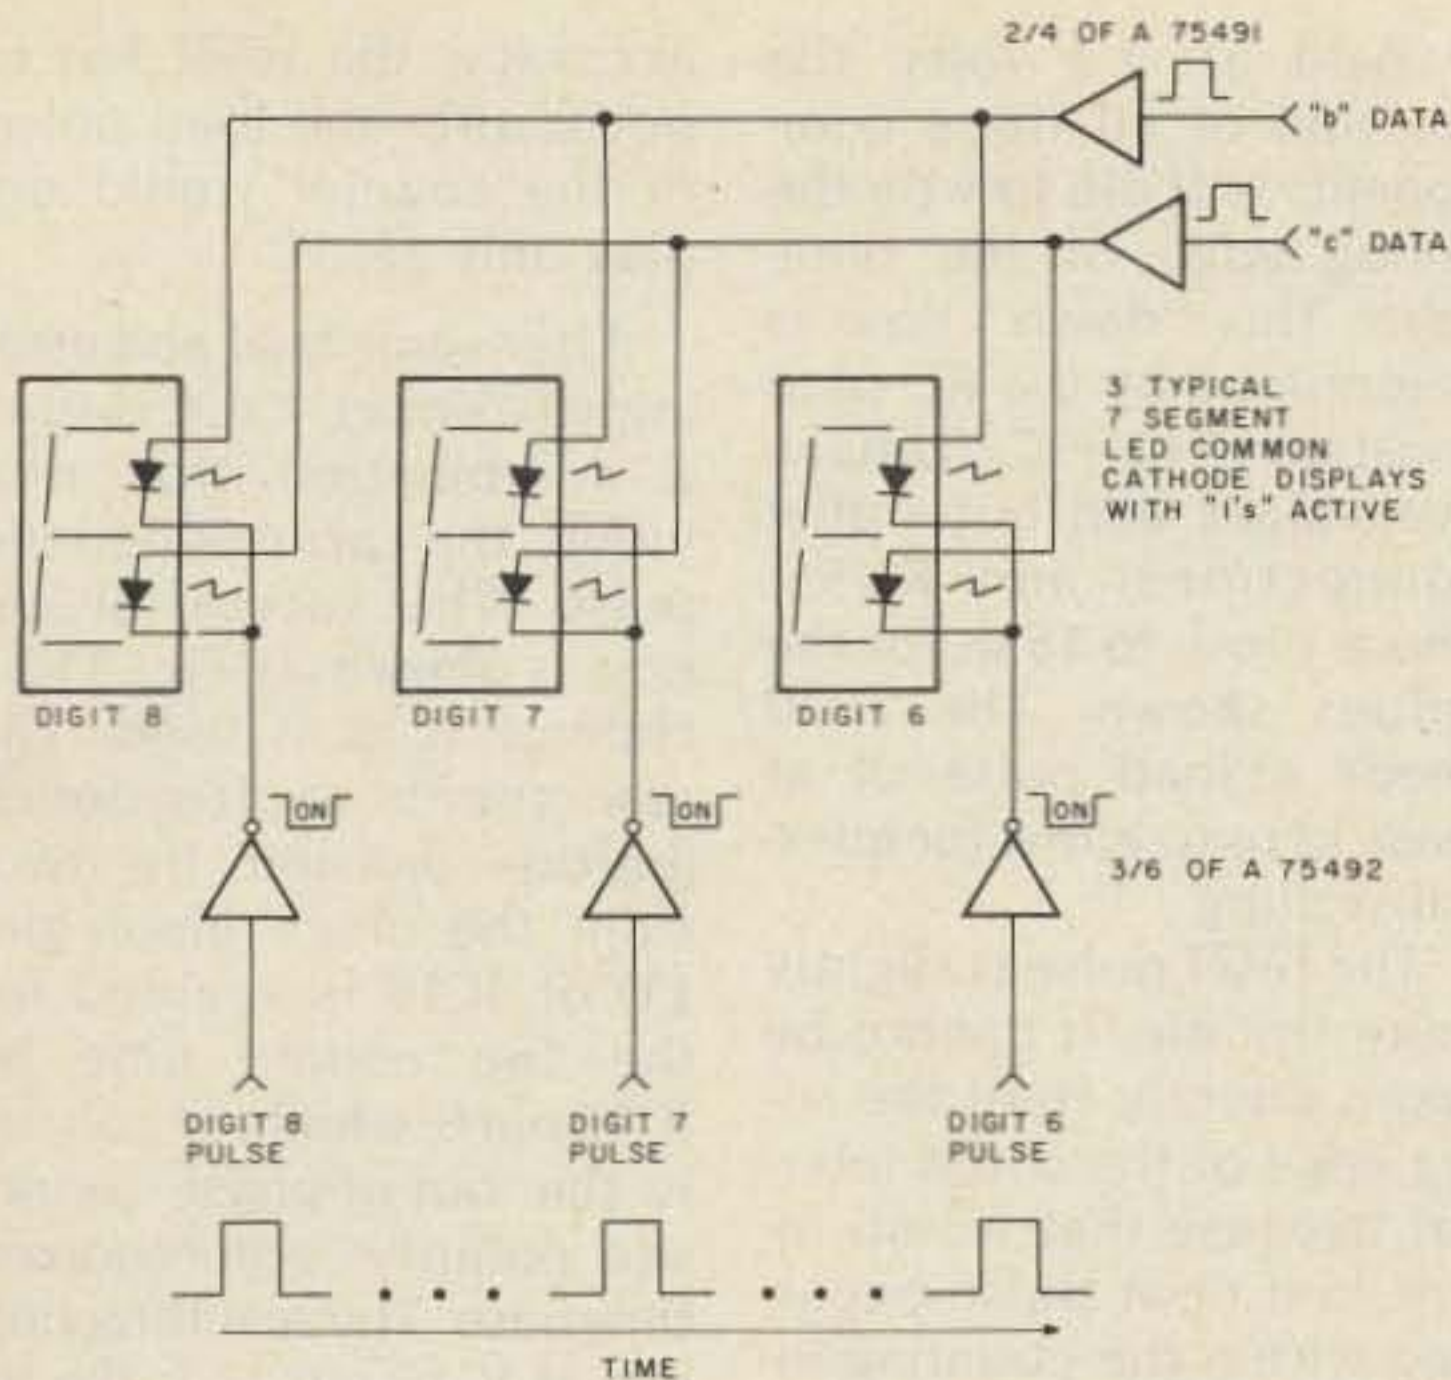 2/4 OF A 75491
"b" DATA
"c" DATA
3 TYPICAL
7 SEGMENT
LED COMMON
CATHODE DISPLAYS
WITH "1's" ACTIVE
DIGIT 8
DIGIT 7
DIGIT 6
ON
ON
ON
3/6 OF A 75492
DIGIT 8
PULSE
DIGIT 7
PULSE
DIGIT 6
PULSE
TIME